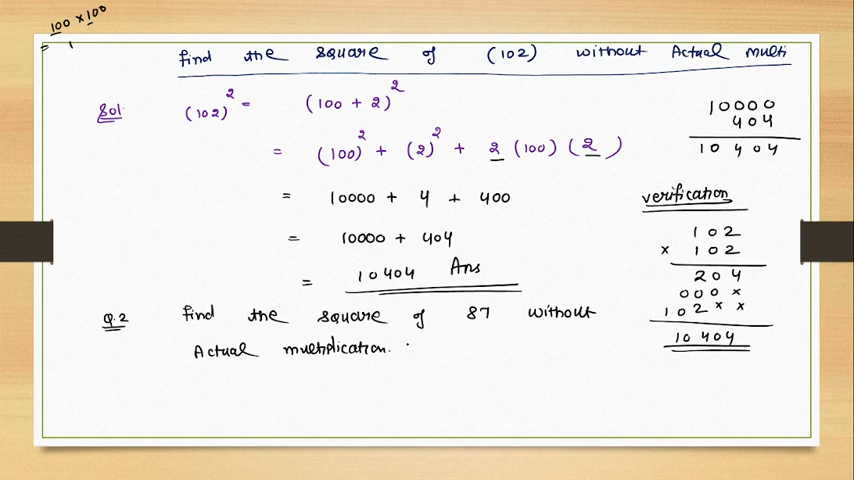 100 × 100
= 1
find the square of (102) without Actual multi
Sol: (102)² = (100 + 2)²
= (100)² + (2)² + 2 (100) (2)
= 10000 + 4 + 400
= 10000 + 404
= 10404 Ans
10000
404
10404
verification
102
× 102
204
000×
102××
10404
Q.2 find the square of 87 without
Actual multiplication.